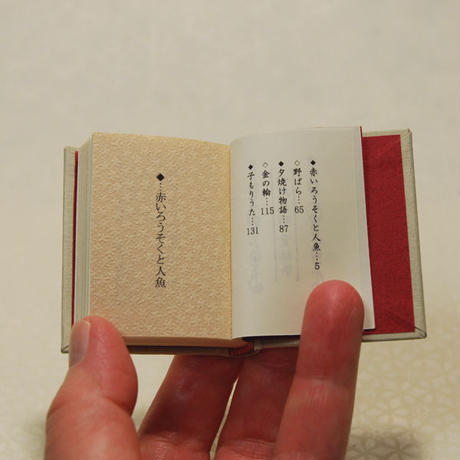 ◆赤いろうそくと人魚…5
◇野ばら…65
◆夕焼け物語…87
◇金の輪…115
◆子もりうた…131
◆…赤いろうそくと人魚